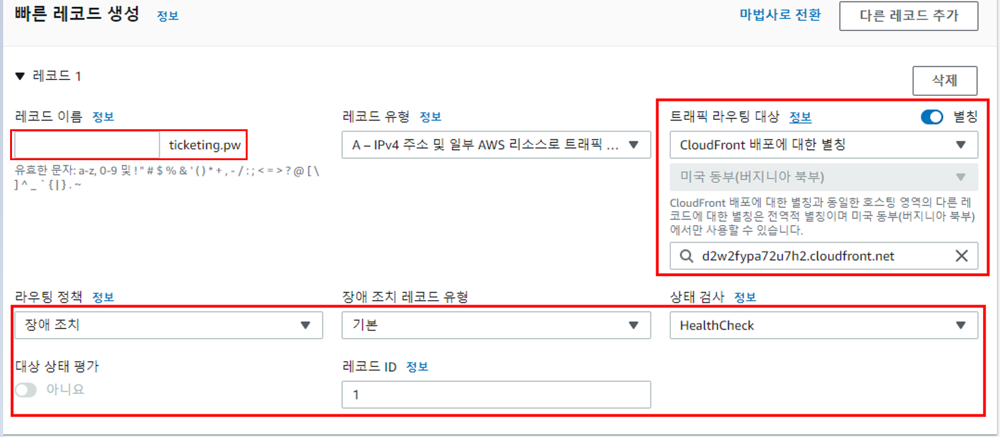 빠른 레코드 생성 정보
마법사로 전환
다른 레코드 추가
▼ 레코드 1
삭제
레코드 이름 정보
ticketing.pw
유효한 문자: a-z, 0-9 및 ! " # $ % & ' ( ) * + , - / : ; < = > ? @ [ \
] ^ _ ` { | } . ~
레코드 유형 정보
A – IPv4 주소 및 일부 AWS 리소스로 트래픽 ...
트래픽 라우팅 대상 정보
별칭
CloudFront 배포에 대한 별칭
미국 동부(버지니아 북부)
CloudFront 배포에 대한 별칭과 동일한 호스팅 영역의 다른 레
코드에 대한 별칭은 전역적 별칭이며 미국 동부(버지니아 북부)
에서만 사용할 수 있습니다.
d2w2fypa72u7h2.cloudfront.net
라우팅 정책 정보
장애 조치
장애 조치 레코드 유형
기본
상태 검사 정보
HealthCheck
대상 상태 평가
아니요
레코드 ID 정보
1